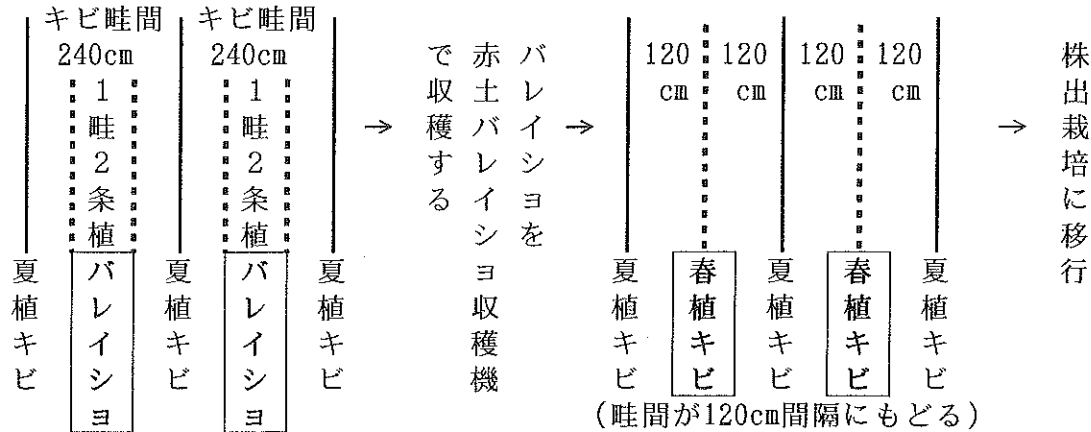 キビ畦間
240cm
1畦2条植
バレイショ
キビ畦間
240cm
1畦2条植
バレイショ
夏植キビ
夏植キビ
夏植キビ
→
バレイショを
赤土バレイショ収穫機
で収穫する
→
120
cm
120
cm
120
cm
120
cm
夏植キビ
春植キビ
夏植キビ
春植キビ
夏植キビ
(畦間が120cm間隔にもどる)
→
株出栽培に移行